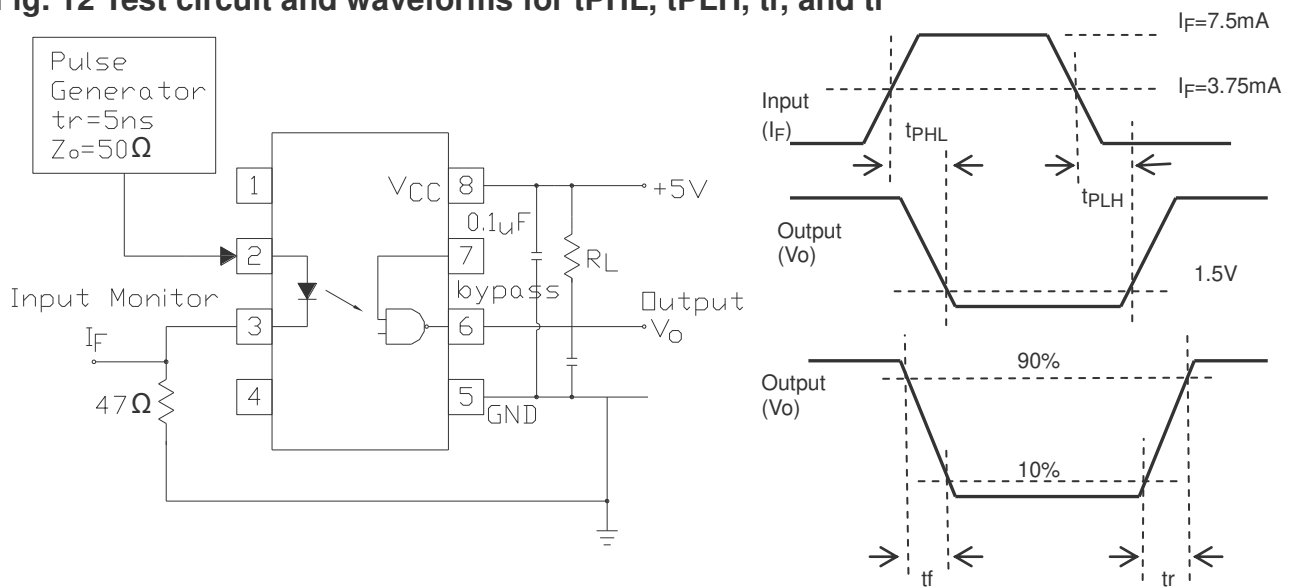 Fig. 12 Test circuit and waveforms for tPHL, tPLH, tr, and tf
Pulse
Generator
tr=5ns
Zo=50Ω
1
2
3
4
VCC
8
7
6
5
GND
0.1uF
bypass
RL
+5V
Output
Vo
Input Monitor
IF
47Ω
IF=7.5mA
IF=3.75mA
Input
(IF)
tPHL
tPLH
Output
(Vo)
1.5V
Output
(Vo)
90%
10%
tf
tr